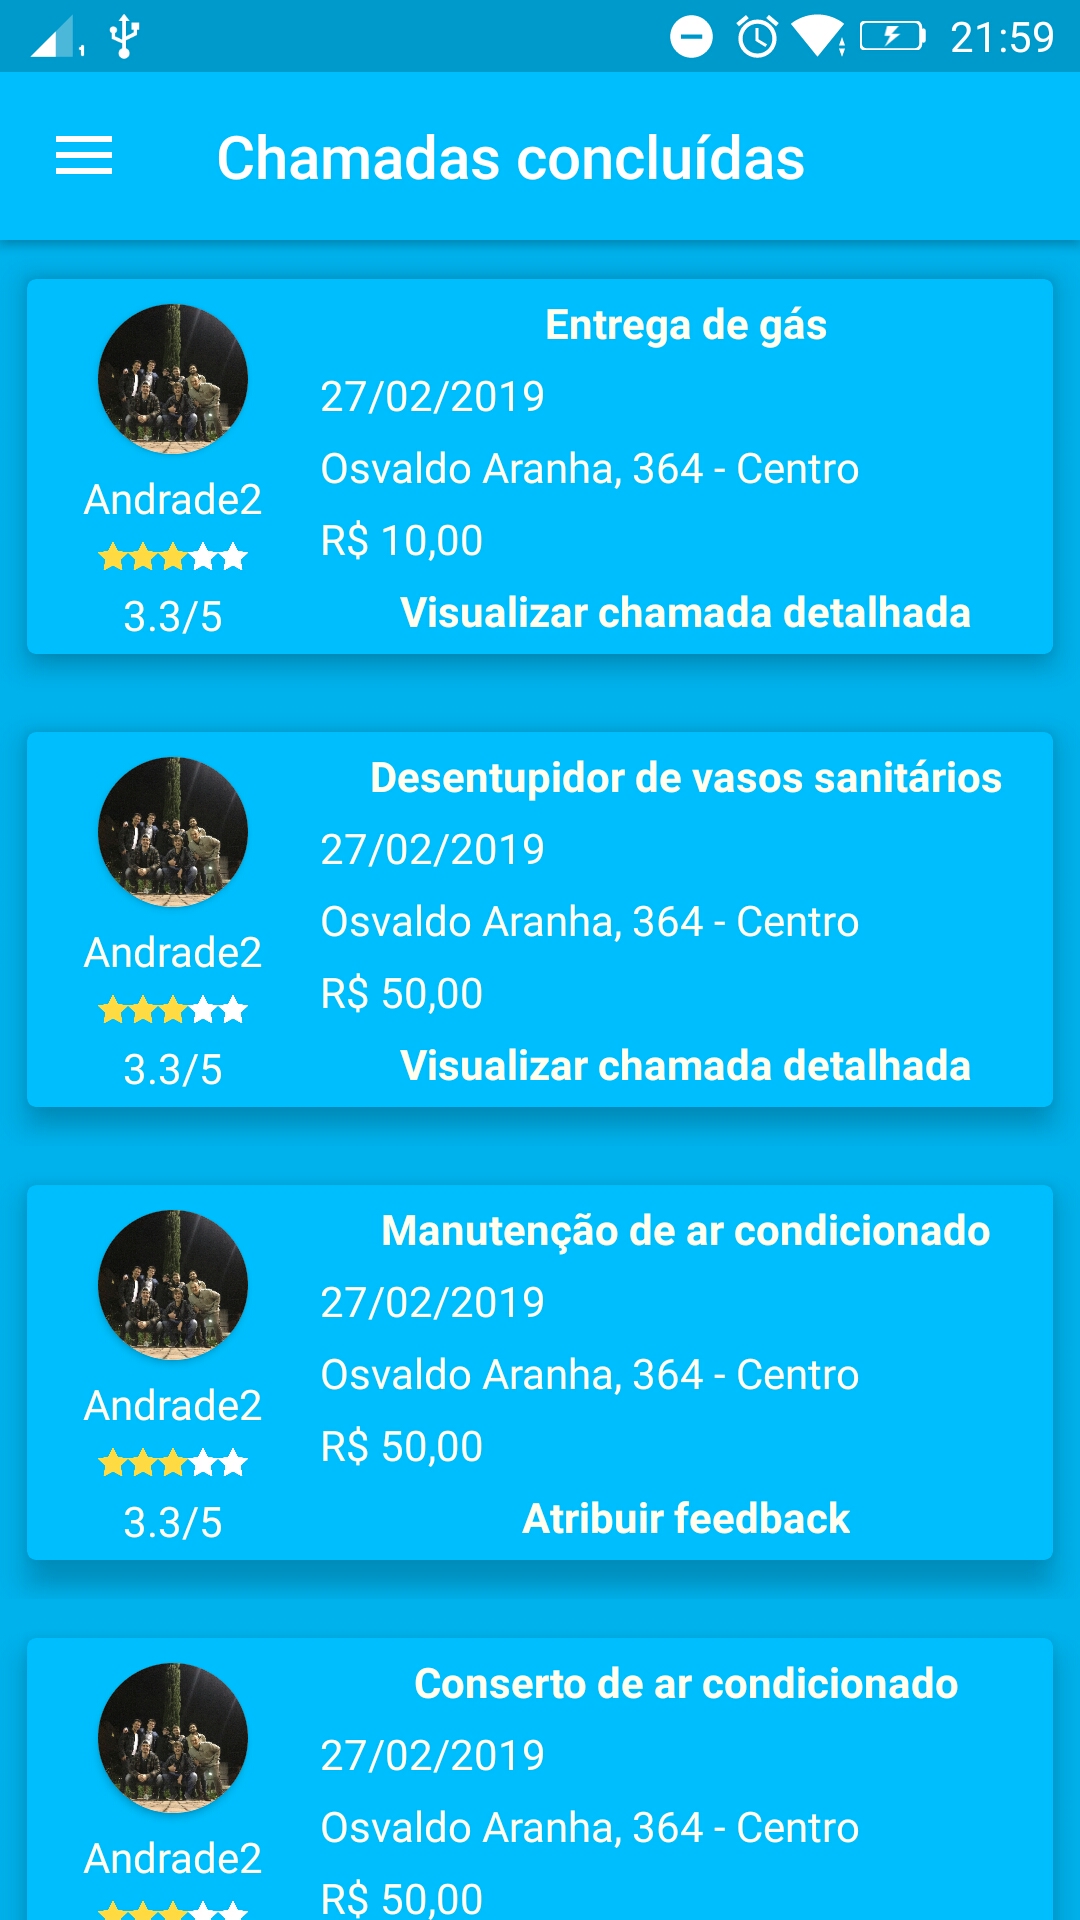 1 21:59
Chamadas concluídas
Entrega de gás
27/02/2019
Osvaldo Aranha, 364 - Centro
R$ 10,00
Visualizar chamada detalhada
Andrade2
3.3/5
Desentupidor de vasos sanitários
27/02/2019
Osvaldo Aranha, 364 - Centro
R$ 50,00
Visualizar chamada detalhada
Andrade2
3.3/5
Manutenção de ar condicionado
27/02/2019
Osvaldo Aranha, 364 - Centro
R$ 50,00
Atribuir feedback
Andrade2
3.3/5
Conserto de ar condicionado
27/02/2019
Osvaldo Aranha, 364 - Centro
R$ 50,00
Andrade2